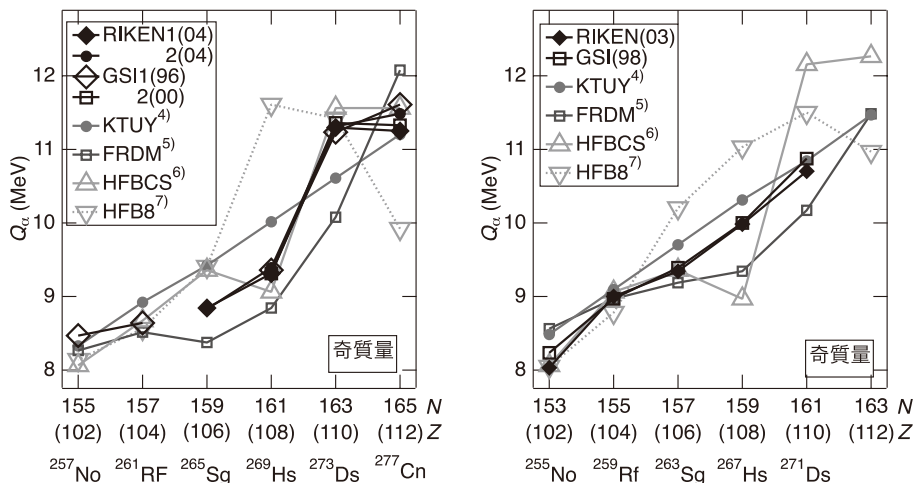 RIKEN1(04)
2(04)
GSI1(96)
2(00)
KTUY4)
FRDM5)
HFBCS6)
HFB87)
Qα (MeV)
12
11
10
9
8
奇質量
155 157 159 161 163 165 N
(102) (104) (106) (108) (110) (112) Z
257No 261RF 265Sg 269Hs 273Ds 277Cn
RIKEN(03)
GSI(98)
KTUY4)
FRDM5)
HFBCS6)
HFB87)
Qα (MeV)
12
11
10
9
8
奇質量
153 155 157 159 161 163 N
(102) (104) (106) (108) (110) (112) Z
255No 259Rf 263Sg 267Hs 271Ds